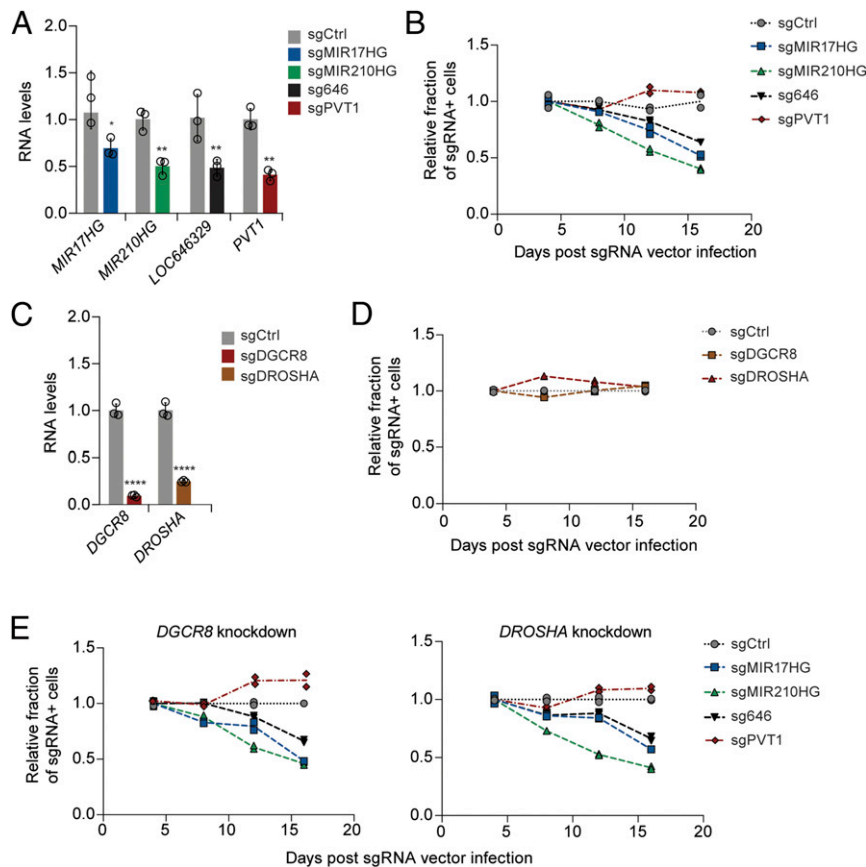 A
sgCtrl
sgMIR17HG
sgMIR210HG
sg646
sgPVT1
RNA levels
2.0
1.5
1.0
0.5
0.0
*
**
**
**
MIR17HG
MIR210HG
LOC646329
PVT1
B
sgCtrl
sgMIR17HG
sgMIR210HG
sg646
sgPVT1
Relative fraction
of sgRNA+ cells
1.5
1.0
0.5
0.0
0 5 10 15 20
Days post sgRNA vector infection
C
sgCtrl
sgDGCR8
sgDROSHA
RNA levels
2.0
1.5
1.0
0.5
0.0
****
****
DGCR8
DROSHA
D
sgCtrl
sgDGCR8
sgDROSHA
Relative fraction
of sgRNA+ cells
1.5
1.0
0.5
0.0
0 5 10 15 20
Days post sgRNA vector infection
E
DGCR8 knockdown
Relative fraction
of sgRNA+ cells
1.5
1.0
0.5
0.0
0 5 10 15 20
DROSHA knockdown
1.5
1.0
0.5
0.0
0 5 10 15 20
sgCtrl
sgMIR17HG
sgMIR210HG
sg646
sgPVT1
Days post sgRNA vector infection